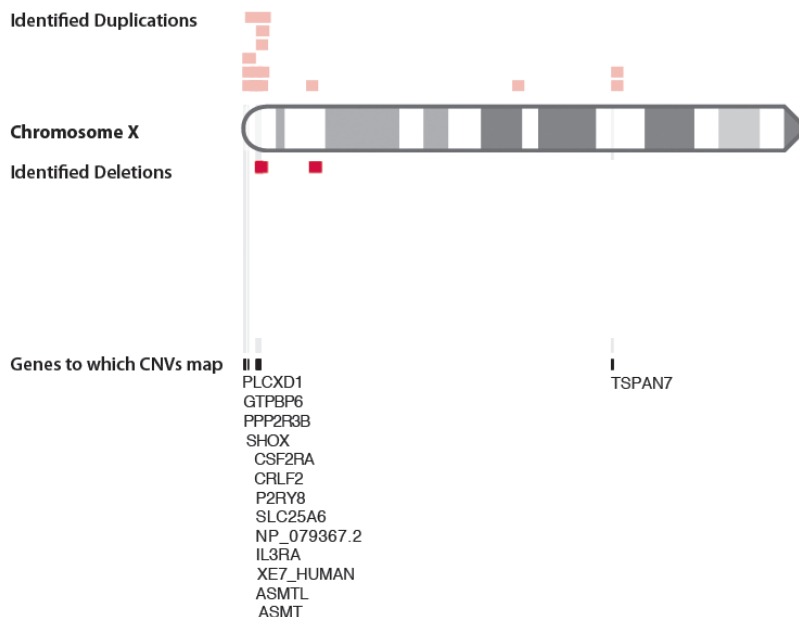 Identified Duplications
Chromosome X
Identified Deletions
Genes to which CNVs map
PLCXD1
TSPAN7
GTPBP6
PPP2R3B
SHOX
CSF2RA
CRLF2
P2RY8
SLC25A6
NP_079367.2
IL3RA
XE7_HUMAN
ASMTL
ASMT